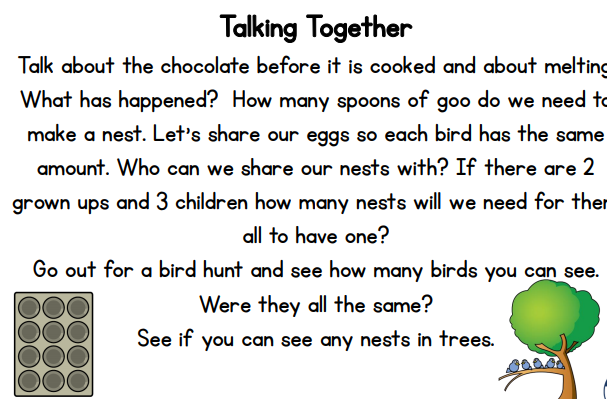 Talking Together
Talk about the chocolate before it is cooked and about melting
What has happened? How many spoons of goo do we need to
make a nest. Let's share our eggs so each bird has the same
amount. Who can we share our nests with? If there are 2
grown ups and 3 children how many nests will we need for
all to have one?
Go out for a bird hunt and see how many birds you can see.
Were they all the same?
See if you can see any nests in trees.